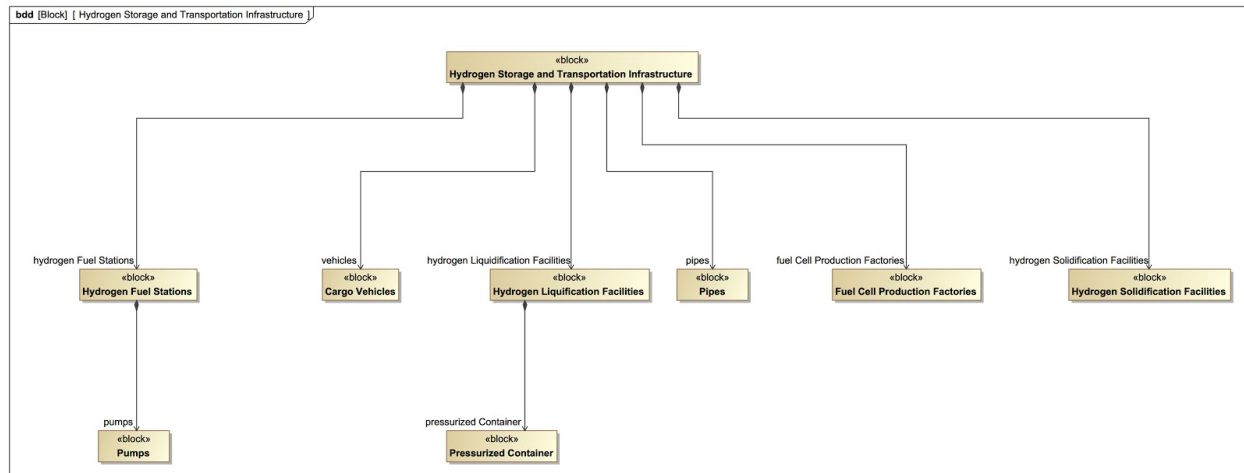 bdd [Block] [ Hydrogen Storage and Transportation Infrastructure ]
«block»
Hydrogen Storage and Transportation Infrastructure
hydrogen Fuel Stations
vehicles
hydrogen Liquidification Facilities
pipes
fuel Cell Production Factories
hydrogen Solidification Facilities
«block»
Hydrogen Fuel Stations
«block»
Cargo Vehicles
«block»
Hydrogen Liquification Facilities
«block»
Pipes
«block»
Fuel Cell Production Factories
«block»
Hydrogen Solidification Facilities
pumps
pressurized Container
«block»
Pumps
«block»
Pressurized Container